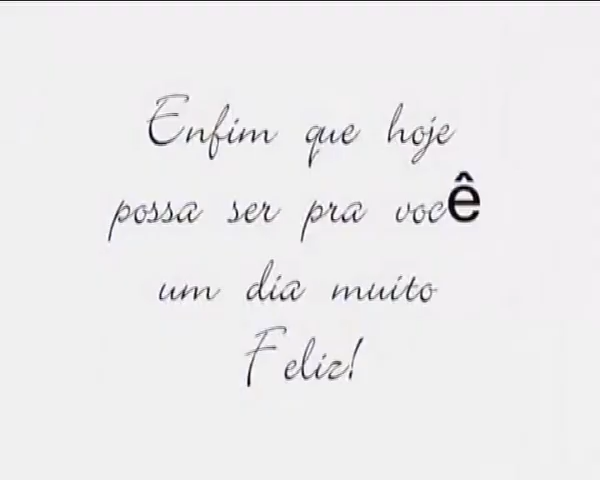 Enfim que hoje
possa ser pra você
um dia muito
Feliz!